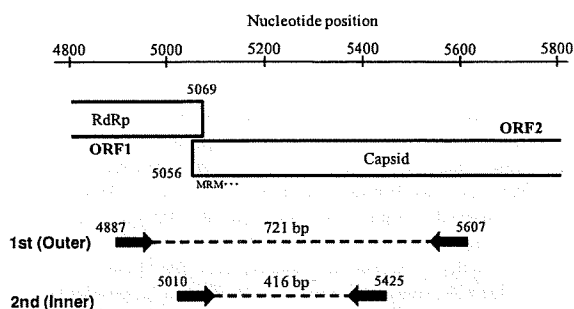 Nucleotide position
4800 5000 5200 5400 5600 5800
5069
RdRp
ORF1 ORF2
5056 Capsid
MRM···
4887 721 bp 5607
1st (Outer)
5010 416 bp 5425
2nd (Inner)